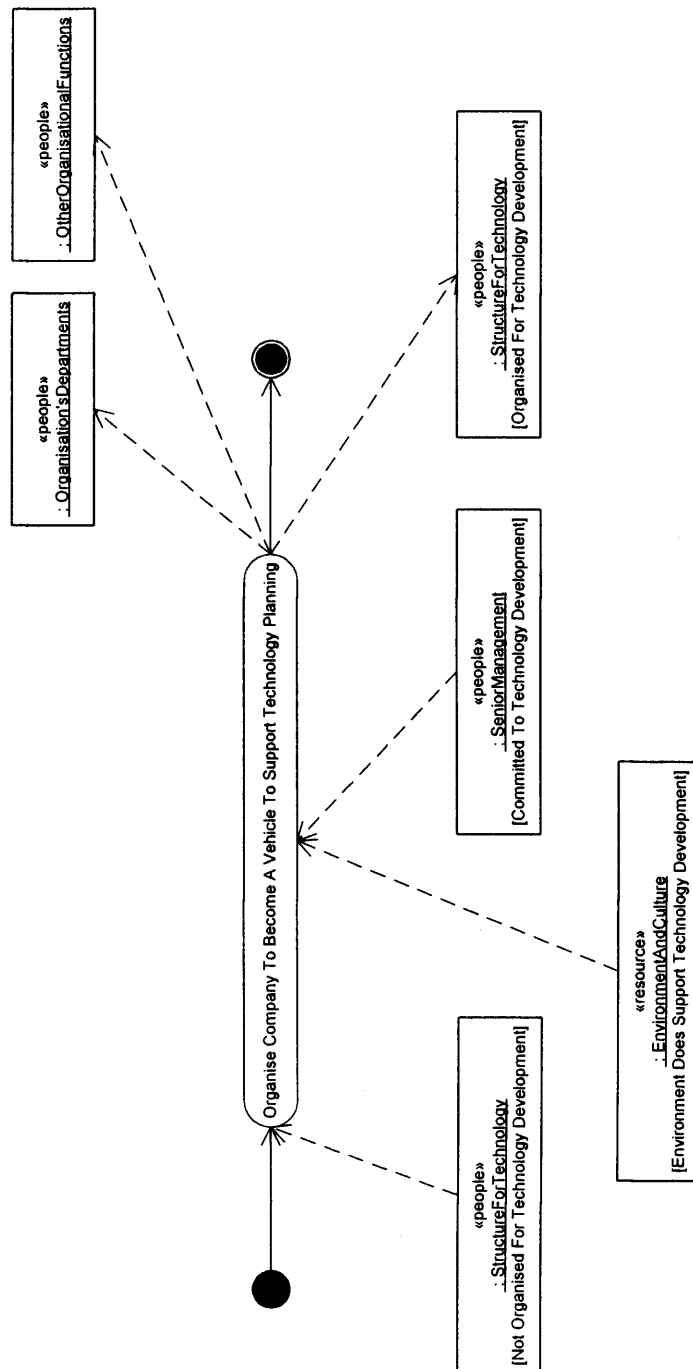 «people»
: Organisation'sDepartments
«people»
: OtherOrganisationalFunctions
Organise Company To Become A Vehicle To Support Technology Planning
«people»
: StructureForTechnology
[Not Organised For Technology Development]
«people»
: SeniorManagement
[Committed To Technology Development]
«people»
: StructureForTechnology
[Organised For Technology Development]
«resource»
: EnvironmentAndCulture
[Environment Does Support Technology Development]